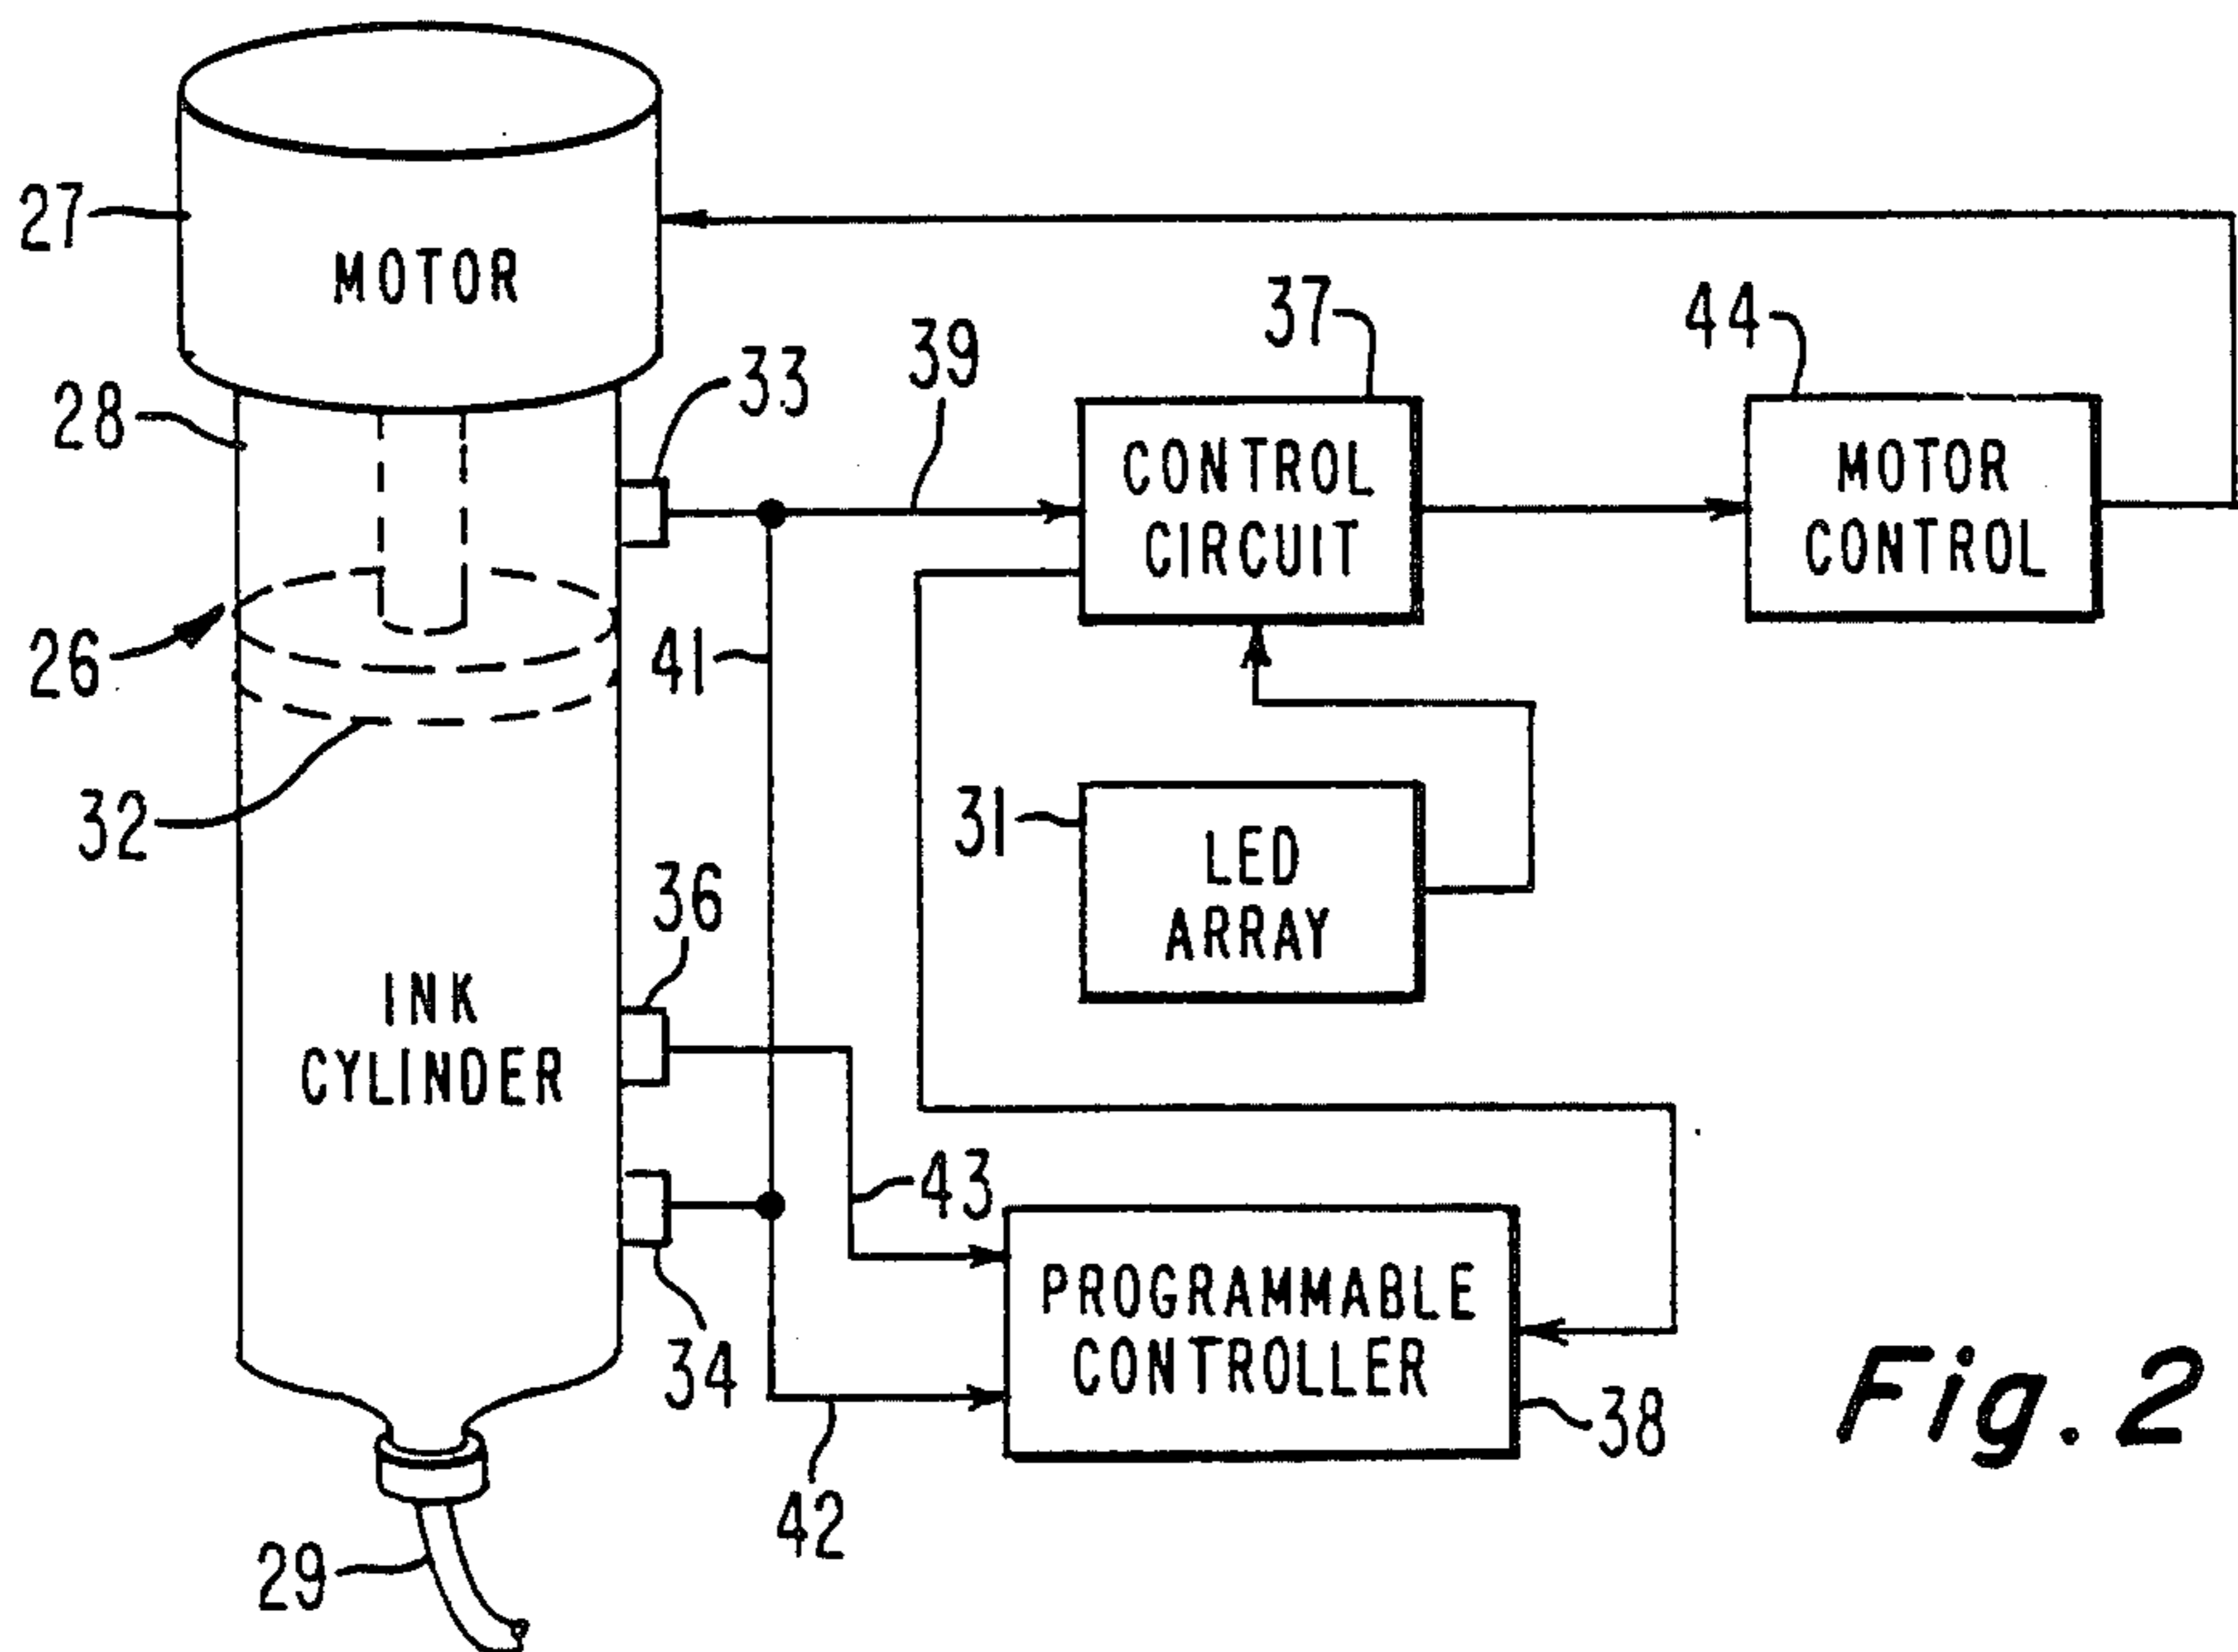 27
MOTOR
28
33
39
37
44
CONTROL
CIRCUIT
MOTOR
CONTROL
26
41
32
31
LED
ARRAY
36
INK
CYLINDER
43
34
PROGRAMMABLE
CONTROLLER
38
42
29
Fig. 2